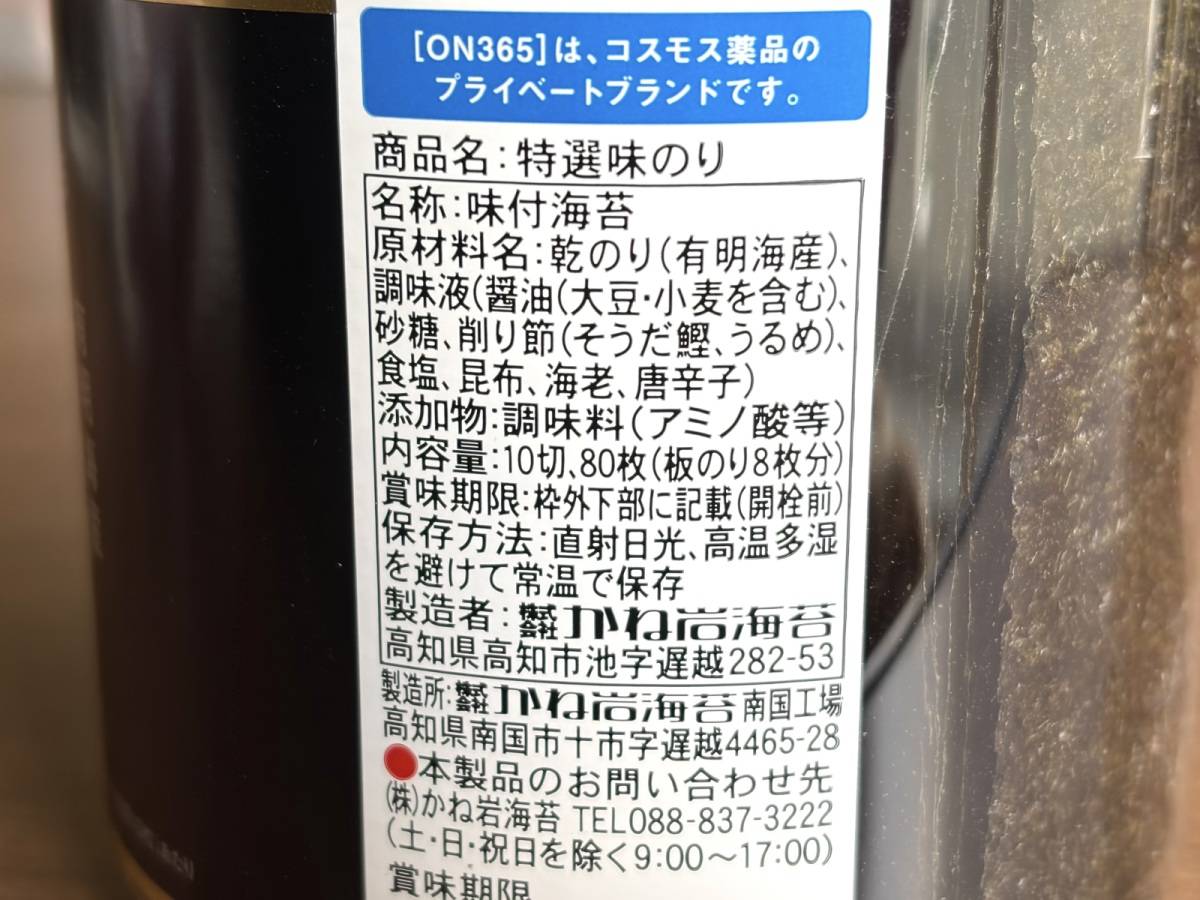 [ON365]は、コスモス薬品の
プライベートブランドです。
商品名:特選味のり
名称:味付海苔
原材料名:乾のり(有明海産)、
調味液(醤油(大豆・小麦を含む)、
砂糖、削り節(そうだ鰹、うるめ)、
食塩、昆布、海老、唐辛子)
添加物:調味料(アミノ酸等)
内容量:10切、80枚(板のり8枚分)
賞味期限:枠外下部に記載(開栓前)
保存方法:直射日光、高温多湿
を避けて常温で保存
製造者:株式会社かね岩海苔
高知県高知市池字遅越282-53
製造所:株式会社かね岩海苔南国工場
高知県南国市十市字遅越4465-28
●本製品のお問い合わせ先
(株)かね岩海苔 TEL088-837-3222
(土・日・祝日を除く9:00〜17:00)
賞味期限